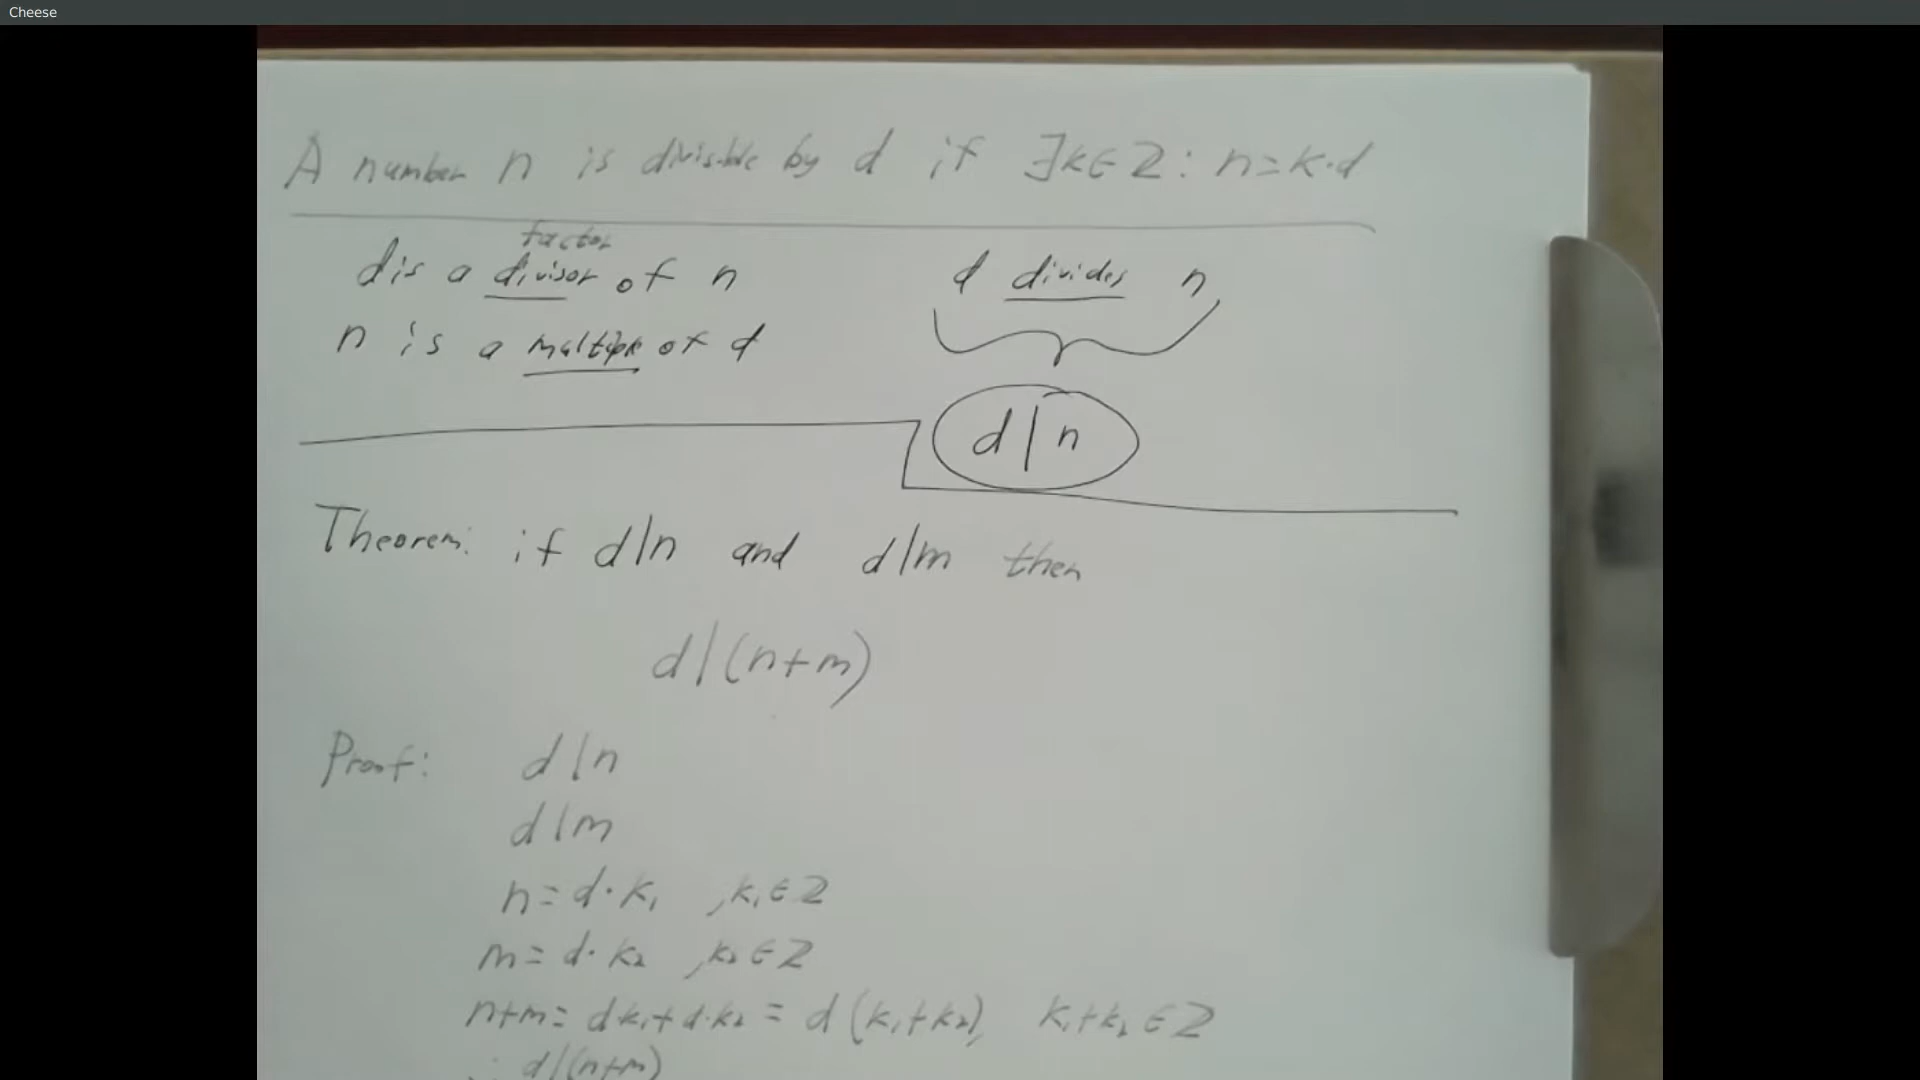 Cheese
A number n is divisible by d if ∃k∈ℤ: n=k·d
factor
d is a divisor of n
d divides n
n is a multiple of d
d|n
Theorem: if d|n and d|m then
d|(n+m)
Proof: d|n
d|m
n=d·k₁ ,k₁∈ℤ
m=d·k₂ ,k₂∈ℤ
n+m=d·k₁+d·k₂=d(k₁+k₂), k₁+k₂∈ℤ
∴ d|(n+m)